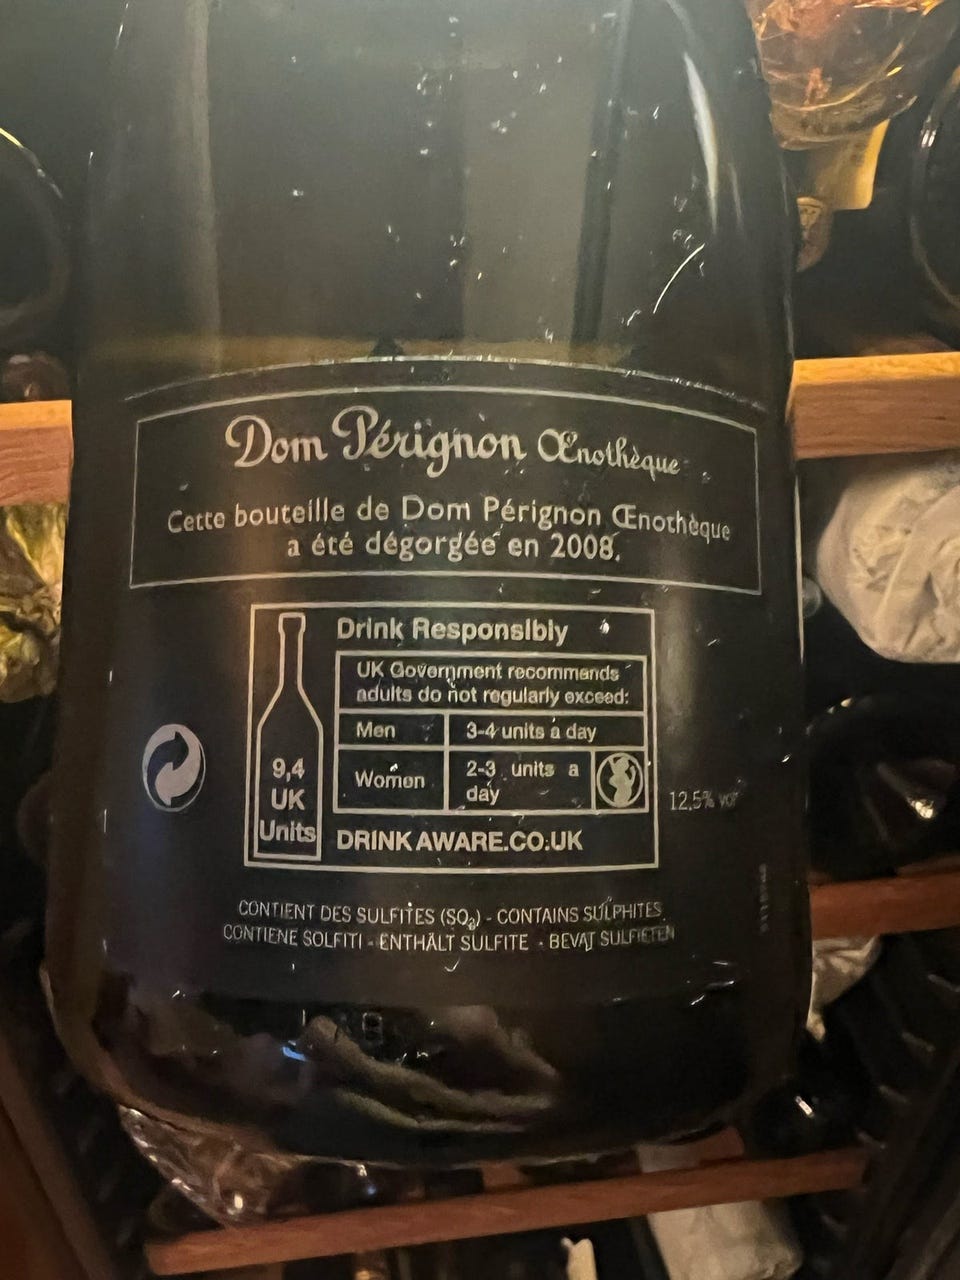 Dom Pérignon Œnothèque
Cette bouteille de Dom Pérignon Œnothèque
a été dégorgée en 2008.
Drink Responsibly
UK Government recommends
adults do not regularly exceed:
Men 3-4 units a day
Women 2-3 units a
day
9,4
UK
Units
DRINKAWARE.CO.UK
12,5% vol
CONTIENT DES SULFITES (SO₂) - CONTAINS SULPHITES
CONTIENE SOLFITI - ENTHÄLT SULFITE - BEVAT SULFIETEN